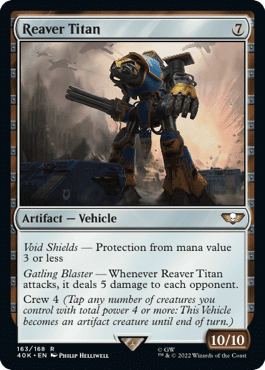 Reaver Titan 7
Artifact — Vehicle
Void Shields — Protection from mana value
3 or less
Gatling Blaster — Whenever Reaver Titan
attacks, it deals 5 damage to each opponent.
Crew 4 (Tap any number of creatures you
control with total power 4 or more: This Vehicle
becomes an artifact creature until end of turn.)
10/10
163/168 R
40K • EN PHILIP HELLIWELL
© GW
™ & © 2022 Wizards of the Coast